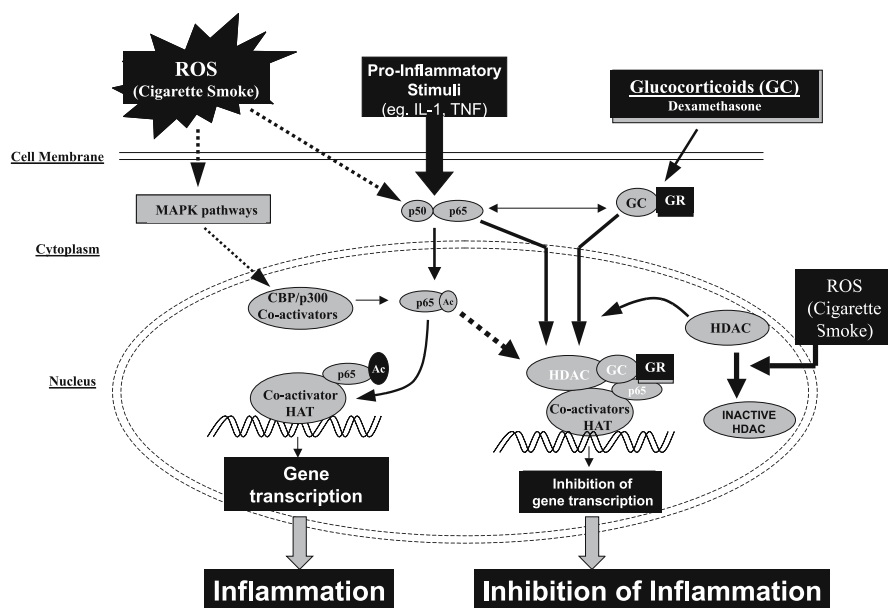 ROS
(Cigarette Smoke)
Pro-Inflammatory
Stimuli
(eg. IL-1, TNF)
Glucocorticoids (GC)
Dexamethasone
Cell Membrane
MAPK pathways
p50
p65
GC
GR
Cytoplasm
CBP/p300
Co-activators
p65
Ac
HDAC
ROS
(Cigarette
Smoke)
Nucleus
p65
Ac
Co-activator
HAT
HDAC
GC
GR
p65
Co-activators
HAT
INACTIVE
HDAC
Gene
transcription
Inhibition of
gene transcription
Inflammation
Inhibition of Inflammation